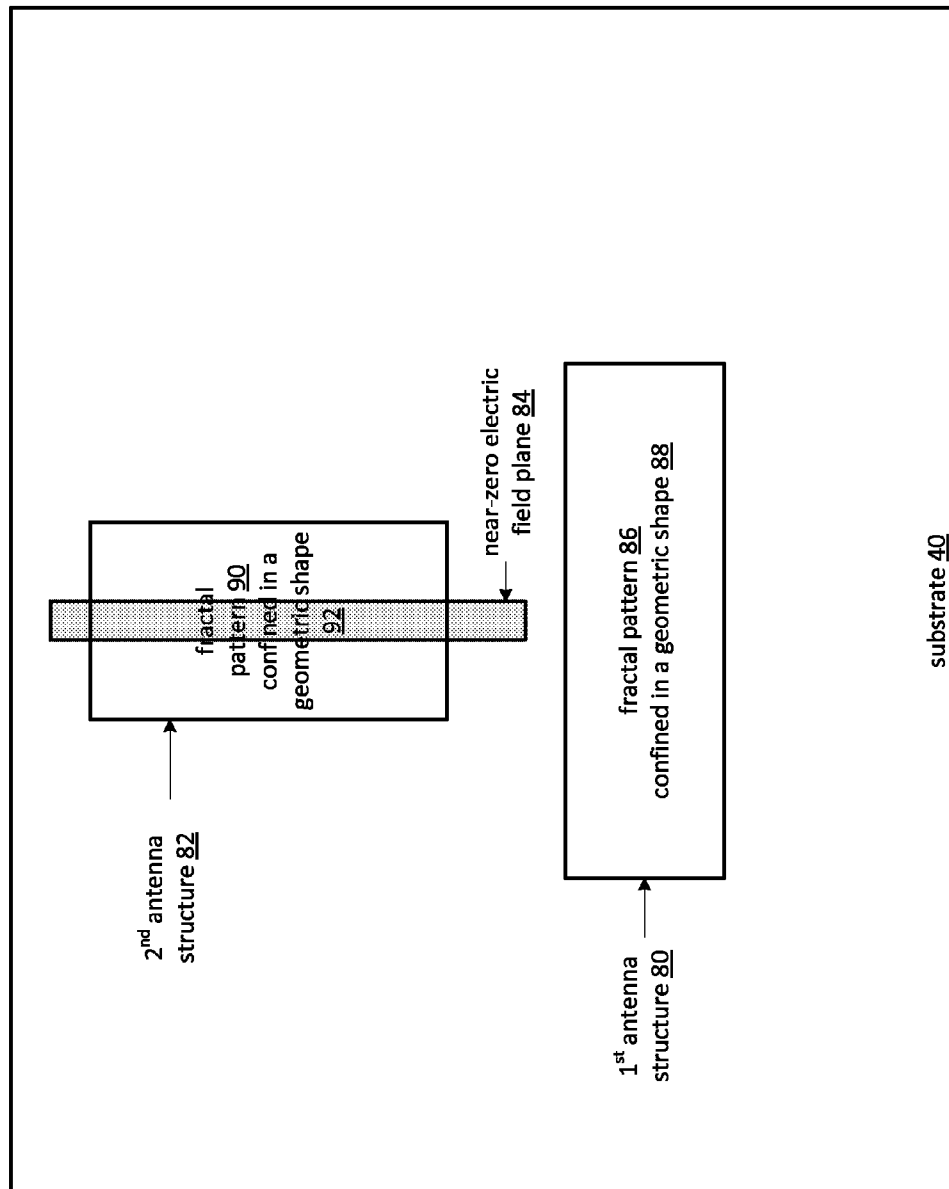 2nd antenna
structure 82
fractal
pattern 90
confined in a
geometric shape
92
near-zero electric
field plane 84
1st antenna
structure 80
fractal pattern 86
confined in a geometric shape 88
substrate 40